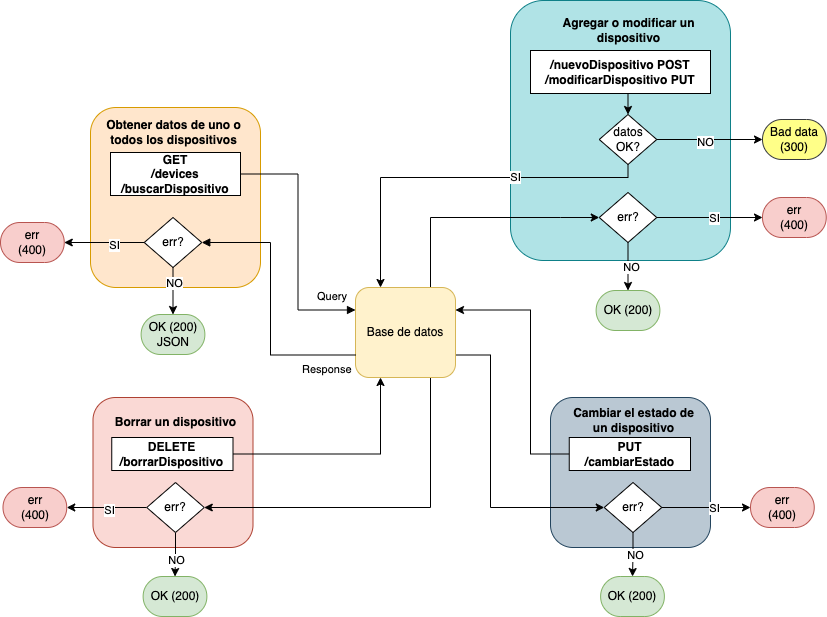 Agregar o modificar un
dispositivo
/nuevoDispositivo POST
/modificarDispositivo PUT
datos
OK?
NO
Bad data
(300)
SI
err?
SI
err
(400)
NO
OK (200)
Obtener datos de uno o
todos los dispositivos
GET
/devices
/buscarDispositivo
err?
SI
err
(400)
NO
OK (200)
JSON
Query
Base de datos
Response
Borrar un dispositivo
DELETE
/borrarDispositivo
err?
SI
err
(400)
NO
OK (200)
Cambiar el estado de
un dispositivo
PUT
/cambiarEstado
err?
SI
err
(400)
NO
OK (200)